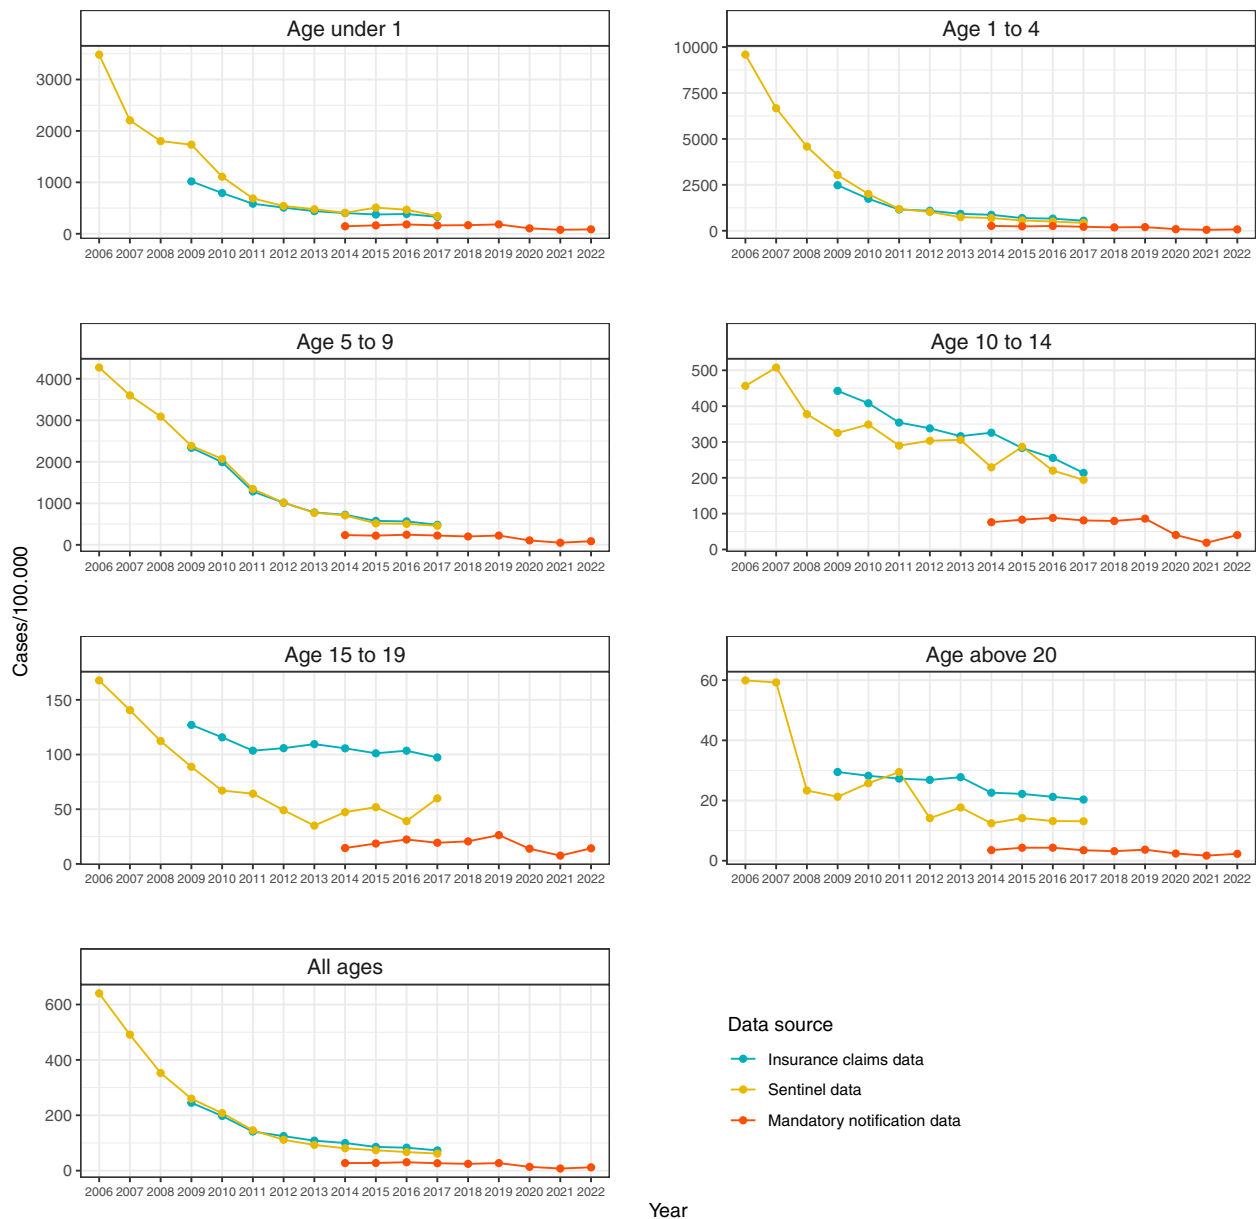 Age under 1
3000
2000
1000
0
2006 2007 2008 2009 2010 2011 2012 2013 2014 2015 2016 2017 2018 2019 2020 2021 2022
Age 1 to 4
10000
7500
5000
2500
0
2006 2007 2008 2009 2010 2011 2012 2013 2014 2015 2016 2017 2018 2019 2020 2021 2022
Age 5 to 9
4000
3000
2000
1000
0
2006 2007 2008 2009 2010 2011 2012 2013 2014 2015 2016 2017 2018 2019 2020 2021 2022
Age 10 to 14
500
400
300
200
100
0
2006 2007 2008 2009 2010 2011 2012 2013 2014 2015 2016 2017 2018 2019 2020 2021 2022
Cases/100.000
Age 15 to 19
150
100
50
0
2006 2007 2008 2009 2010 2011 2012 2013 2014 2015 2016 2017 2018 2019 2020 2021 2022
Age above 20
60
40
20
0
2006 2007 2008 2009 2010 2011 2012 2013 2014 2015 2016 2017 2018 2019 2020 2021 2022
All ages
600
400
200
0
2006 2007 2008 2009 2010 2011 2012 2013 2014 2015 2016 2017 2018 2019 2020 2021 2022
Data source
Insurance claims data
Sentinel data
Mandatory notification data
Year